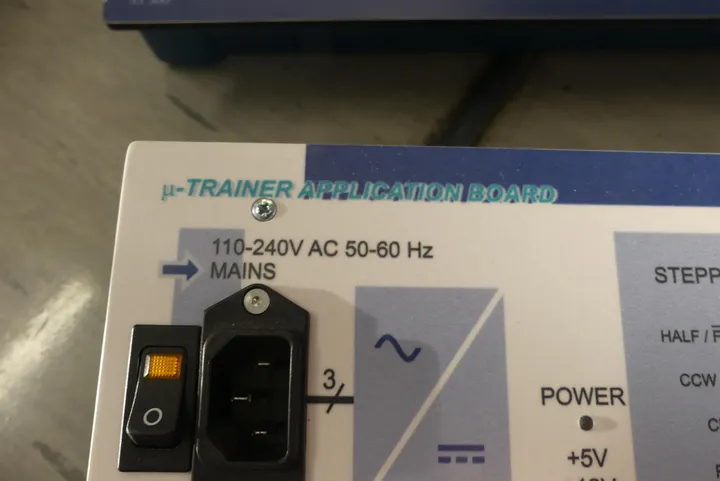 μ-TRAINER APPLICATION BOARD
110-240V AC 50-60 Hz
MAINS
STEPP
HALF / F
3
CCW
POWER
+5V